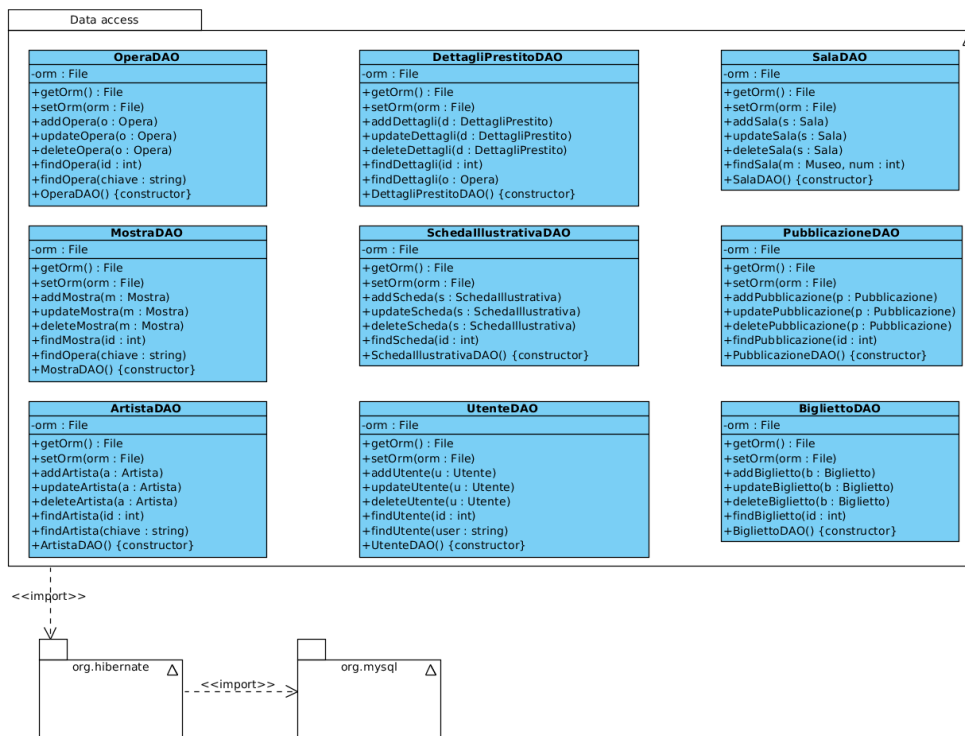 Data access
OperaDAO
-orm : File
+getOrm() : File
+setOrm(orm : File)
+addOpera(o : Opera)
+updateOpera(o : Opera)
+deleteOpera(o : Opera)
+findOpera(id : int)
+findOpera(chiave : string)
+OperaDAO() {constructor}
DettagliPrestitoDAO
-orm : File
+getOrm() : File
+setOrm(orm : File)
+addDettagli(d : DettagliPrestito)
+updateDettagli(d : DettagliPrestito)
+deleteDettagli(d : DettagliPrestito)
+findDettagli(id : int)
+findDettagli(o : Opera)
+DettagliPrestitoDAO() {constructor}
SalaDAO
-orm : File
+getOrm() : File
+setOrm(orm : File)
+addSala(s : Sala)
+updateSala(s : Sala)
+deleteSala(s : Sala)
+findSala(m : Museo, num : int)
+SalaDAO() {constructor}
MostraDAO
-orm : File
+getOrm() : File
+setOrm(orm : File)
+addMostra(m : Mostra)
+updateMostra(m : Mostra)
+deleteMostra(m : Mostra)
+findMostra(id : int)
+findOpera(chiave : string)
+MostraDAO() {constructor}
SchedaIllustrativaDAO
-orm : File
+getOrm() : File
+setOrm(orm : File)
+addScheda(s : SchedaIllustrativa)
+updateScheda(s : SchedaIllustrativa)
+deleteScheda(s : SchedaIllustrativa)
+findScheda(id : int)
+SchedaIllustrativaDAO() {constructor}
PubblicazioneDAO
-orm : File
+getOrm() : File
+setOrm(orm : File)
+addPubblicazione(p : Pubblicazione)
+updatePubblicazione(p : Pubblicazione)
+deletePubblicazione(p : Pubblicazione)
+findPubblicazione(id : int)
+PubblicazioneDAO() {constructor}
ArtistaDAO
-orm : File
+getOrm() : File
+setOrm(orm : File)
+addArtista(a : Artista)
+updateArtista(a : Artista)
+deleteArtista(a : Artista)
+findArtista(id : int)
+findArtista(chiave : string)
+ArtistaDAO() {constructor}
UtenteDAO
-orm : File
+getOrm() : File
+setOrm(orm : File)
+addUtente(u : Utente)
+updateUtente(u : Utente)
+deleteUtente(u : Utente)
+findUtente(id : int)
+findUtente(user : string)
+UtenteDAO() {constructor}
BigliettoDAO
-orm : File
+getOrm() : File
+setOrm(orm : File)
+addBiglietto(b : Biglietto)
+updateBiglietto(b : Biglietto)
+deleteBiglietto(b : Biglietto)
+findBiglietto(id : int)
+BigliettoDAO() {constructor}
<<import>>
org.hibernate
<<import>>
org.mysql